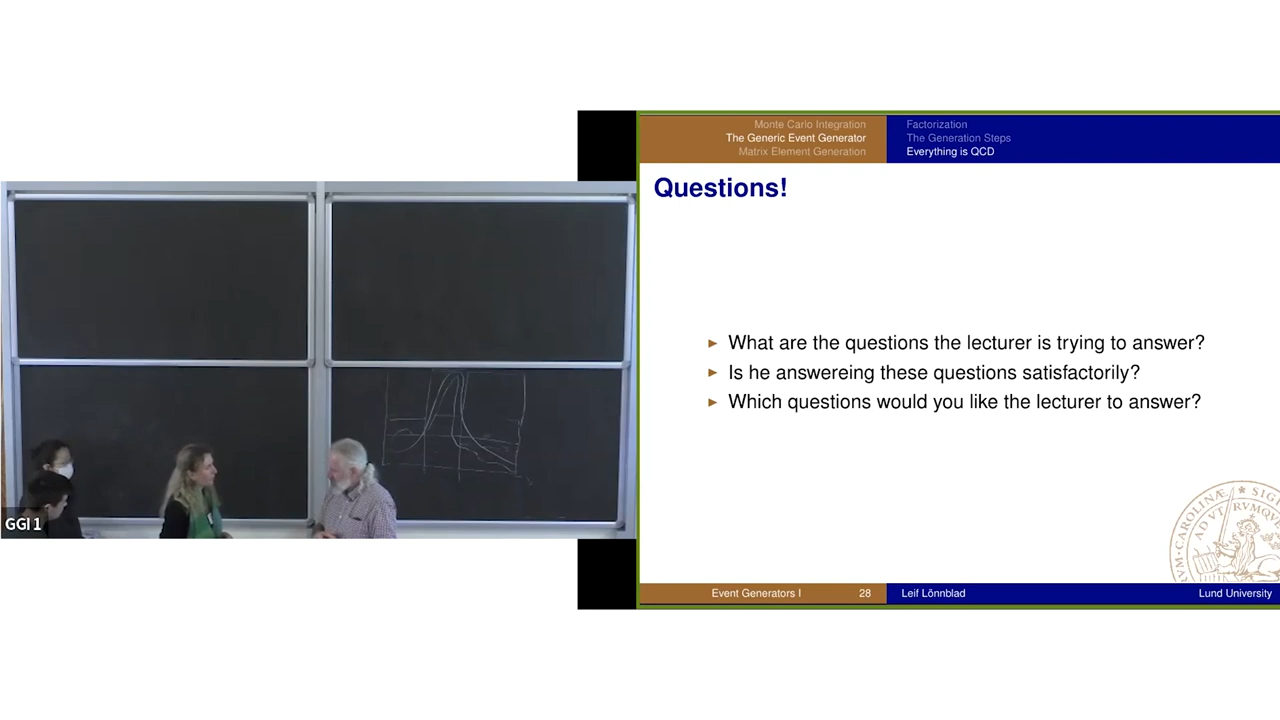 Monte Carlo Integration
The Generic Event Generator
Matrix Element Generation
Factorization
The Generation Steps
Everything is QCD
Questions!
What are the questions the lecturer is trying to answer?
Is he answereing these questions satisfactorily?
Which questions would you like the lecturer to answer?
GGI 1
Event Generators I
28
Leif Lönnblad
Lund University